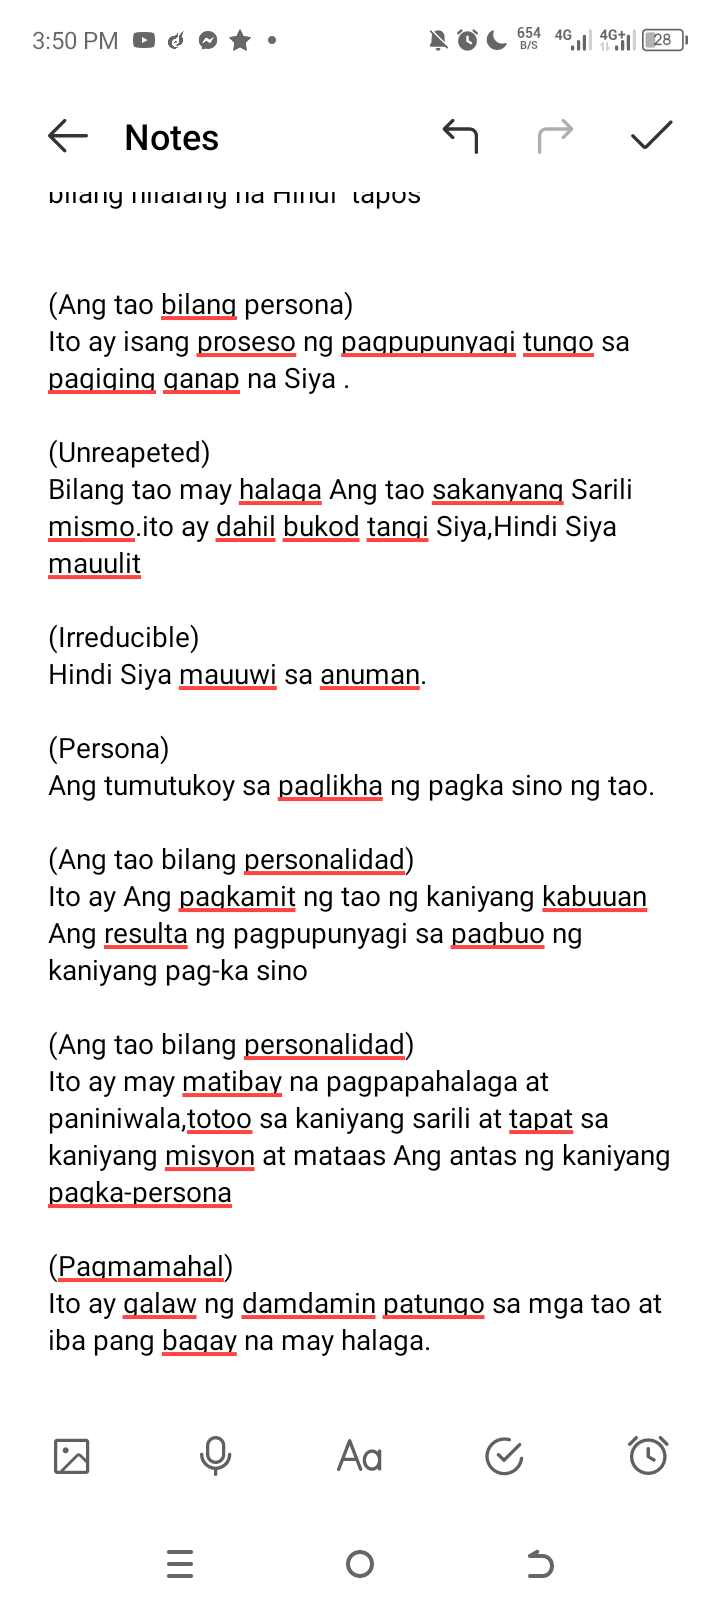 3:50 PM
654
B/S
4G
4G+
28
Notes
bilang nilalang na Hindi tapos
(Ang tao bilang persona)
Ito ay isang proseso ng pagpupunyagi tungo sa
pagiging ganap na Siya .
(Unreapeted)
Bilang tao may halaga Ang tao sakanyang Sarili
mismo.ito ay dahil bukod tangi Siya,Hindi Siya
mauulit
(Irreducible)
Hindi Siya mauuwi sa anuman.
(Persona)
Ang tumutukoy sa paglikha ng pagka sino ng tao.
(Ang tao bilang personalidad)
Ito ay Ang pagkamit ng tao ng kaniyang kabuuan
Ang resulta ng pagpupunyagi sa pagbuo ng
kaniyang pag-ka sino
(Ang tao bilang personalidad)
Ito ay may matibay na pagpapahalaga at
paniniwala,totoo sa kaniyang sarili at tapat sa
kaniyang misyon at mataas Ang antas ng kaniyang
pagka-persona
(Pagmamahal)
Ito ay galaw ng damdamin patungo sa mga tao at
iba pang bagay na may halaga.
Aa